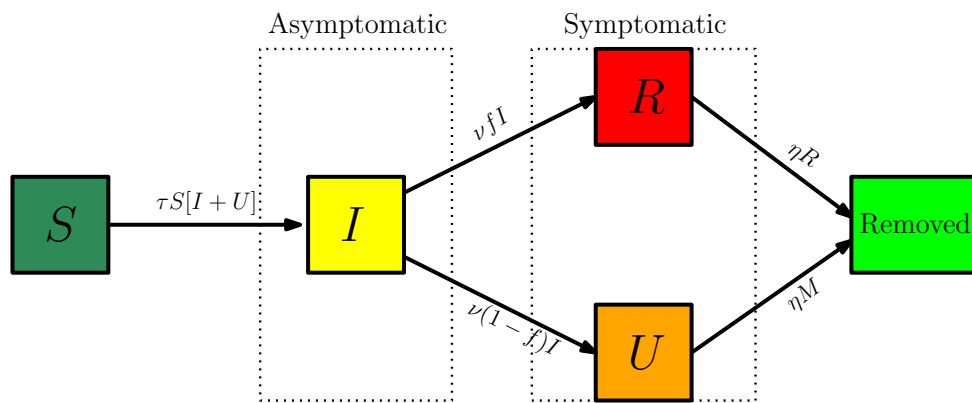 Asymptomatic
Symptomatic
R
νfI
ηR
τS[I + U]
S
I
Removed
ν(1 − f)I
ηM
U